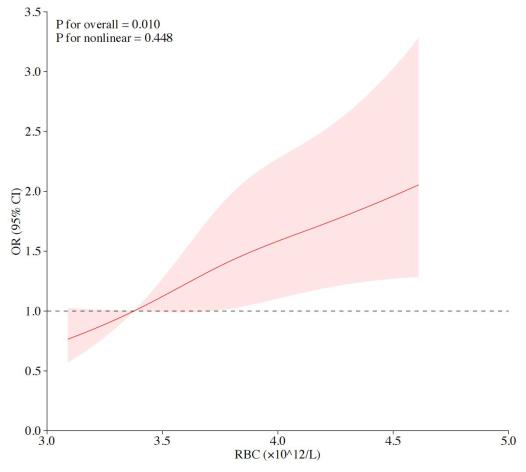 P for overall = 0.010
P for nonlinear = 0.448
3.5
3.0
2.5
2.0
1.5
1.0
0.5
0.0
OR (95% CI)
3.0 3.5 4.0 4.5 5.0
RBC (×10^12/L)